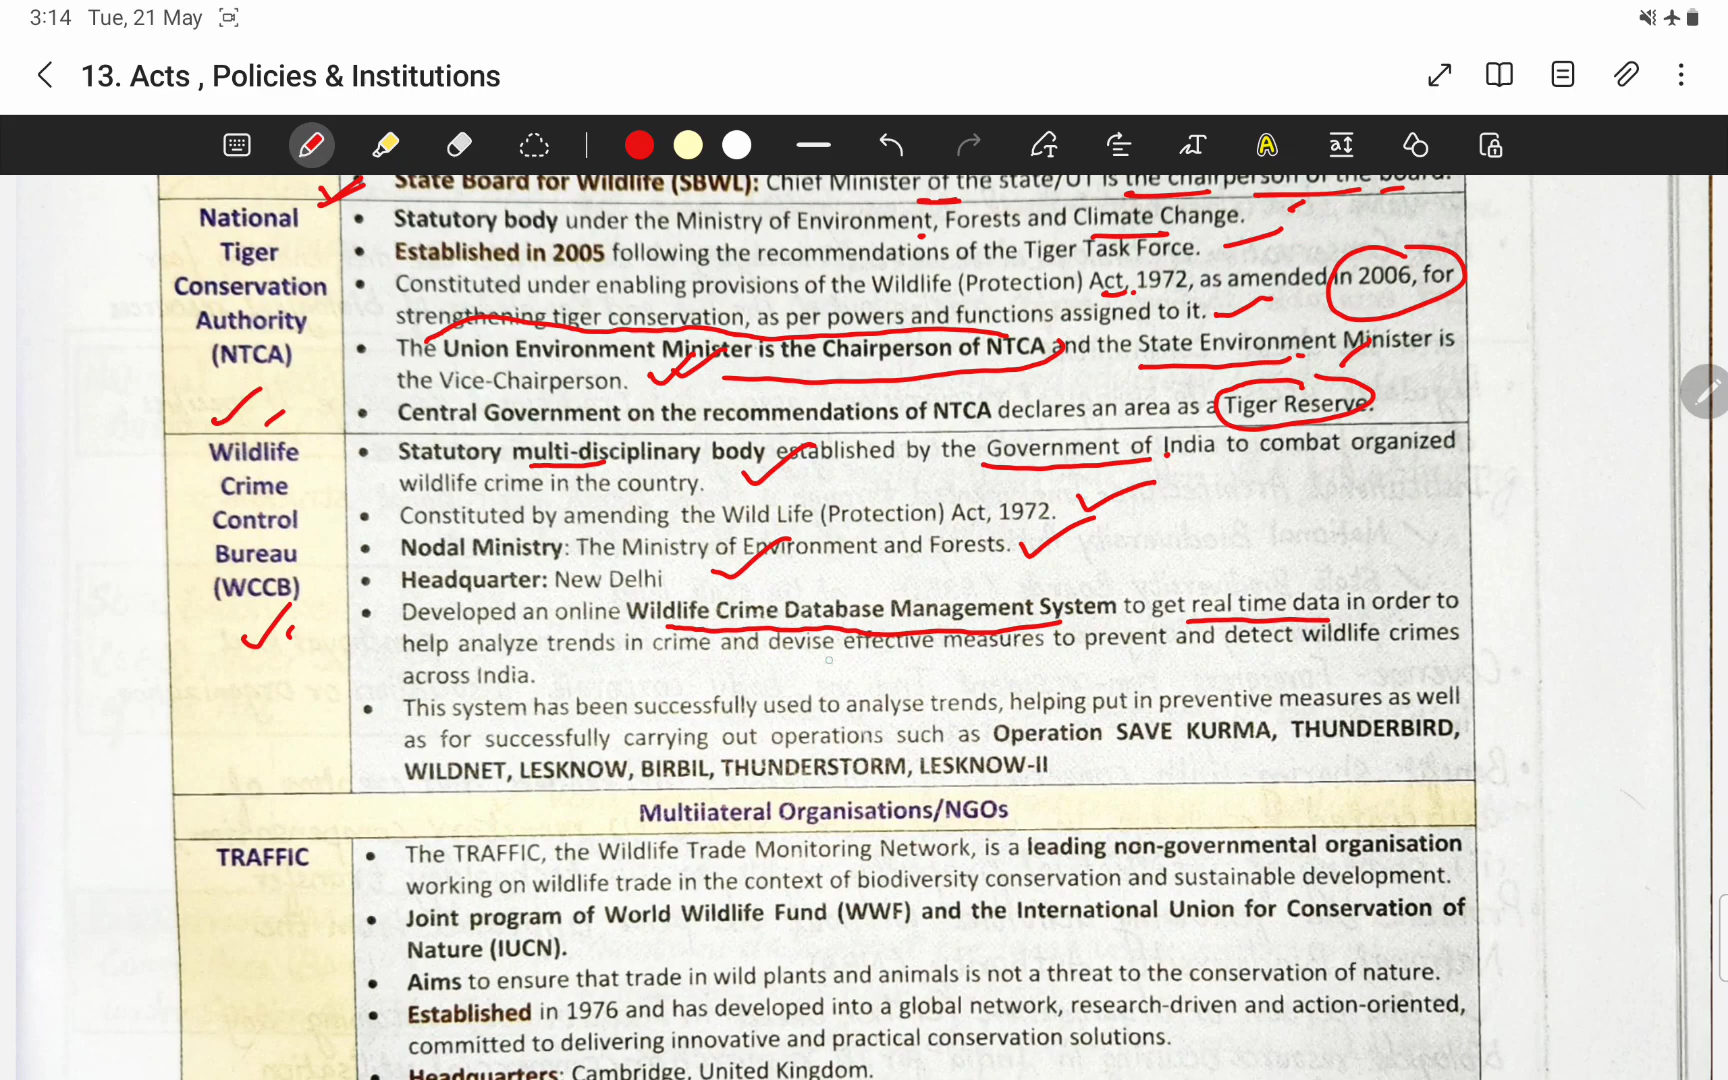 3:14 Tue, 21 May
13. Acts , Policies & Institutions
State Board for Wildlife (SBWL): Chief Minister of the state/UT is the chairperson of the board.
National
Tiger
Conservation
Authority
(NTCA)
• Statutory body under the Ministry of Environment, Forests and Climate Change.
• Established in 2005 following the recommendations of the Tiger Task Force.
• Constituted under enabling provisions of the Wildlife (Protection) Act, 1972, as amended in 2006, for
strengthening tiger conservation, as per powers and functions assigned to it.
• The Union Environment Minister is the Chairperson of NTCA and the State Environment Minister is
the Vice-Chairperson.
• Central Government on the recommendations of NTCA declares an area as a Tiger Reserve.
Wildlife
Crime
Control
Bureau
(WCCB)
• Statutory multi-disciplinary body established by the Government of India to combat organized
wildlife crime in the country.
• Constituted by amending the Wild Life (Protection) Act, 1972.
• Nodal Ministry: The Ministry of Environment and Forests.
• Headquarter: New Delhi
• Developed an online Wildlife Crime Database Management System to get real time data in order to
help analyze trends in crime and devise effective measures to prevent and detect wildlife crimes
across India.
• This system has been successfully used to analyse trends, helping put in preventive measures as well
as for successfully carrying out operations such as Operation SAVE KURMA, THUNDERBIRD,
WILDNET, LESKNOW, BIRBIL, THUNDERSTORM, LESKNOW-II
Multilateral Organisations/NGOs
TRAFFIC
• The TRAFFIC, the Wildlife Trade Monitoring Network, is a leading non-governmental organisation
working on wildlife trade in the context of biodiversity conservation and sustainable development.
• Joint program of World Wildlife Fund (WWF) and the International Union for Conservation of
Nature (IUCN).
• Aims to ensure that trade in wild plants and animals is not a threat to the conservation of nature.
• Established in 1976 and has developed into a global network, research-driven and action-oriented,
committed to delivering innovative and practical conservation solutions.
• Headquarters: Cambridge, United Kingdom.